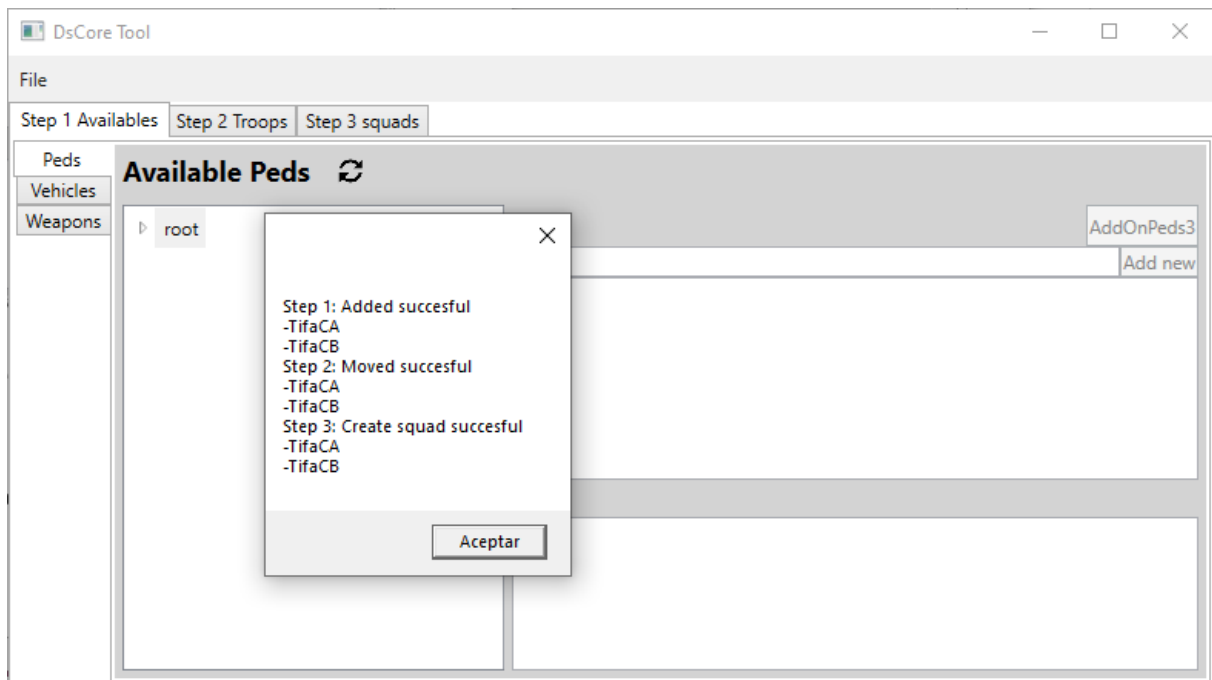 DsCore Tool
File
Step 1 Availables
Step 2 Troops
Step 3 squads
Peds
Vehicles
Weapons
Available Peds
root
AddOnPeds3
Add new
Step 1: Added succesful
-TifaCA
-TifaCB
Step 2: Moved succesful
-TifaCA
-TifaCB
Step 3: Create squad succesful
-TifaCA
-TifaCB
Aceptar